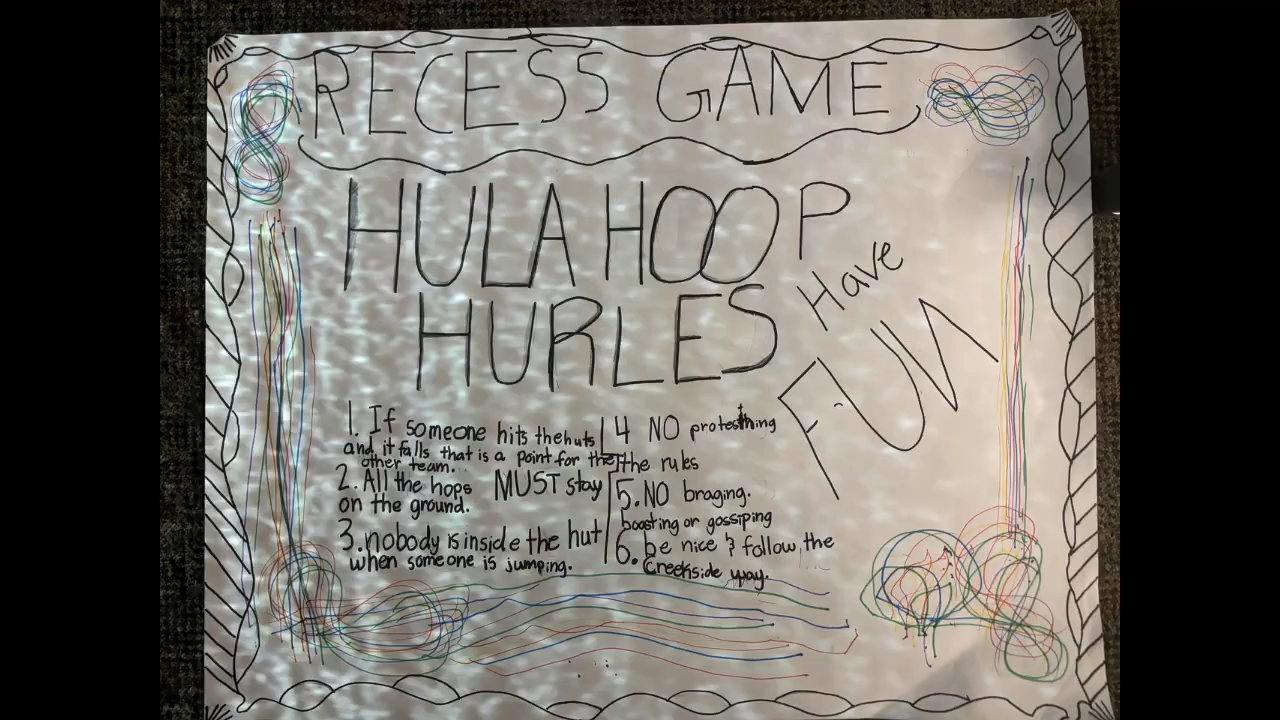 RECESS GAME
HULA HOOP
HURLES
Have
FUN
1. If someone hits the huts
and it falls that is a point for the
other team.
2. All the hops MUST stay
on the ground.
3. nobody is inside the hut
when someone is jumping.
4 NO protesthing
the rules
5. NO braging.
boosting or gossiping
6. be nice & follow the
Creekside way.